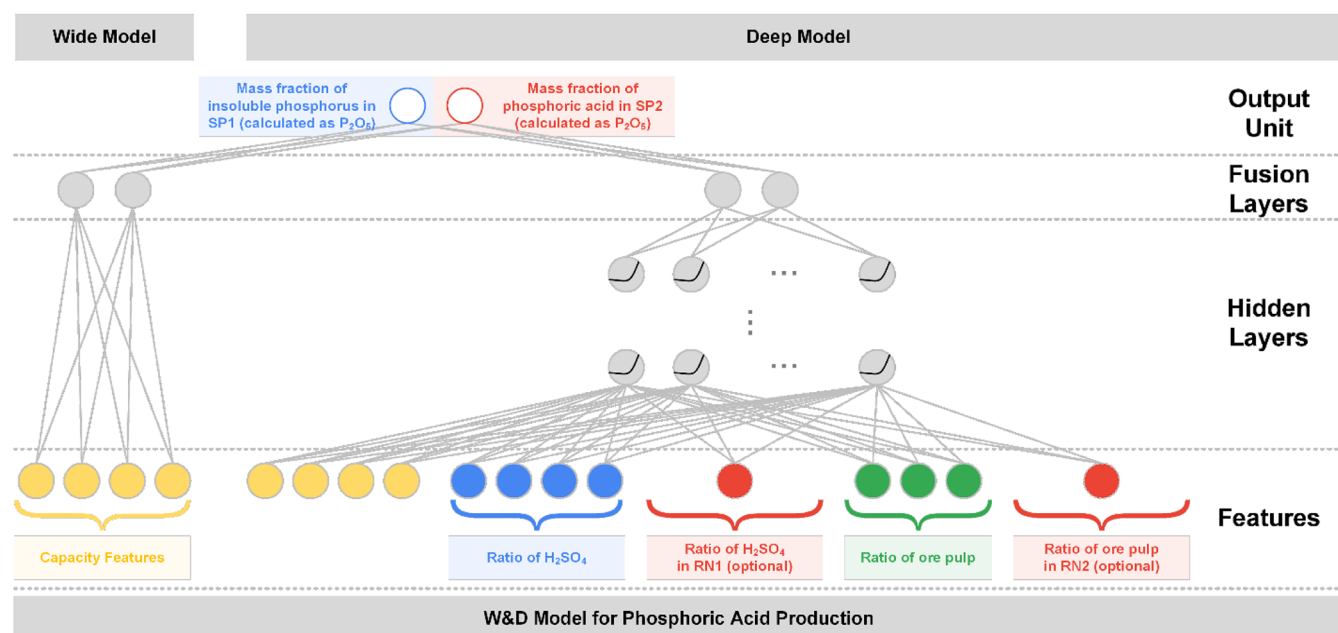 Wide Model
Deep Model
Mass fraction of
insoluble phosphorus in
SP1 (calculated as P₂O₅)
Mass fraction of
phosphoric acid in SP2
(calculated as P₂O₅)
Output
Unit
Fusion
Layers
...
Hidden
Layers
...
Features
Capacity Features
Ratio of H₂SO₄
Ratio of H₂SO₄
in RN1 (optional)
Ratio of ore pulp
Ratio of ore pulp
in RN2 (optional)
W&D Model for Phosphoric Acid Production